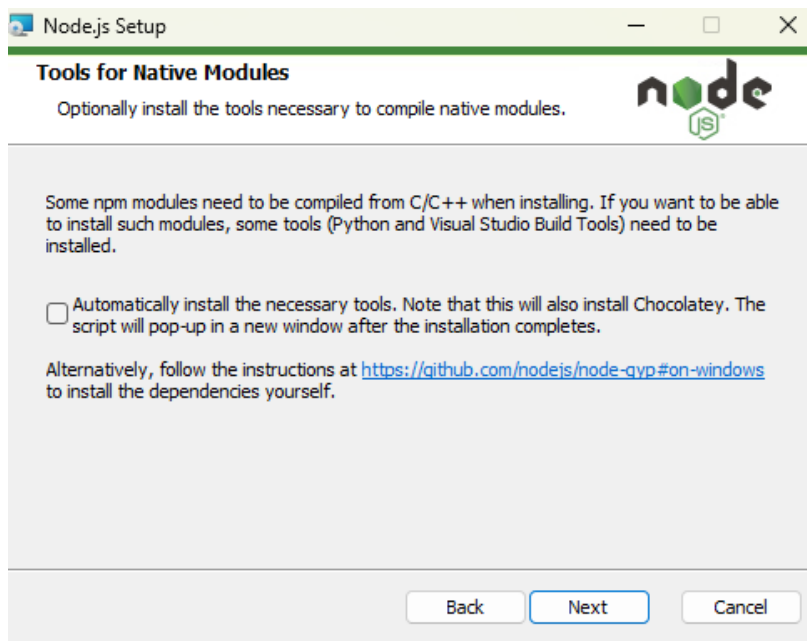 Node.js Setup
Tools for Native Modules
Optionally install the tools necessary to compile native modules.
node
JS
Some npm modules need to be compiled from C/C++ when installing. If you want to be able
to install such modules, some tools (Python and Visual Studio Build Tools) need to be
installed.
Automatically install the necessary tools. Note that this will also install Chocolatey. The
script will pop-up in a new window after the installation completes.
Alternatively, follow the instructions at https://github.com/nodejs/node-gyp#on-windows
to install the dependencies yourself.
Back Next Cancel